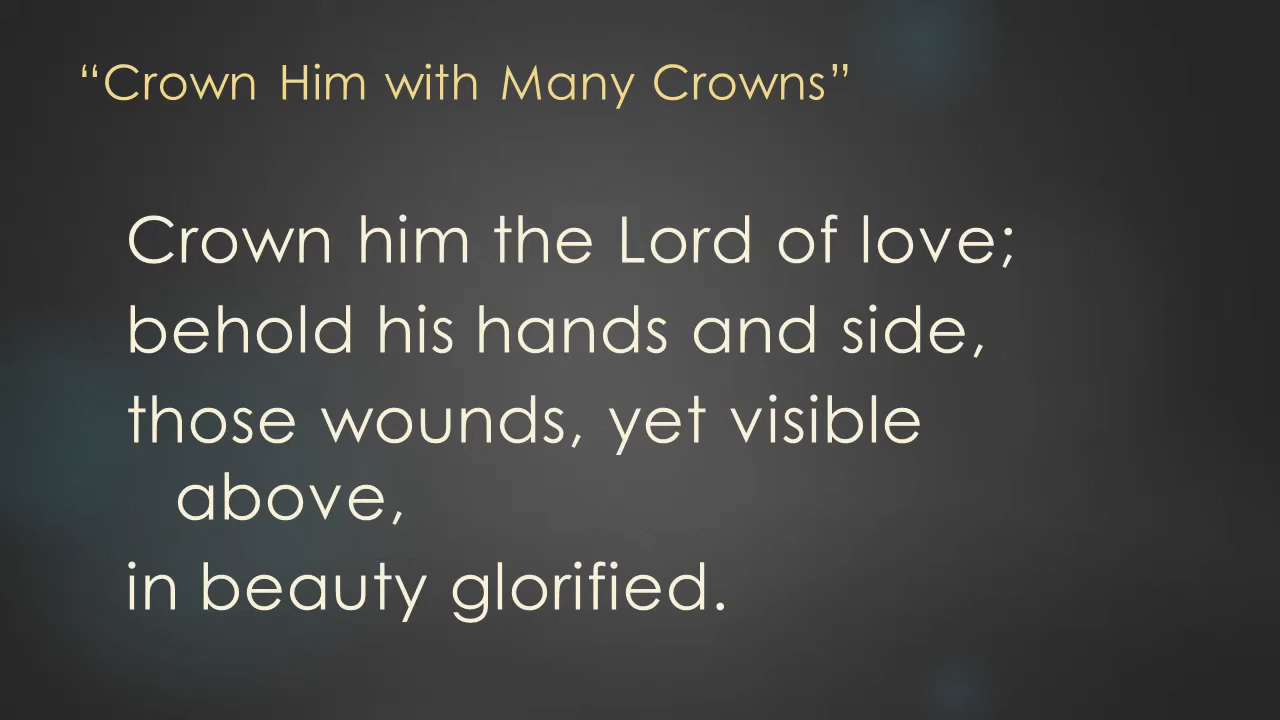 “Crown Him with Many Crowns”
Crown him the Lord of love;
behold his hands and side,
those wounds, yet visible
above,
in beauty glorified.